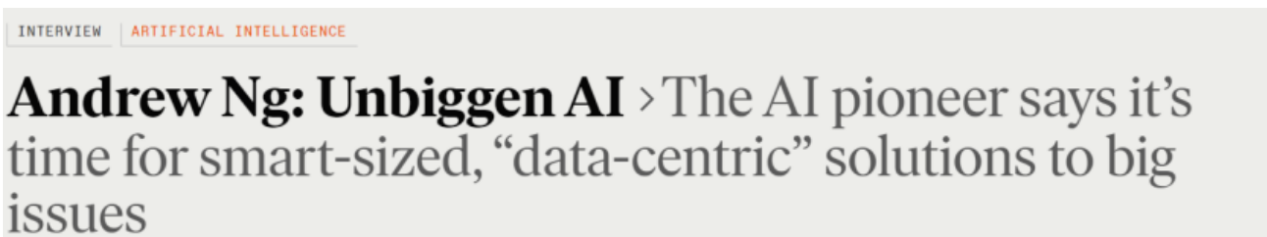 INTERVIEW ARTIFICIAL INTELLIGENCE
Andrew Ng: Unbiggen AI > The AI pioneer says it’s
time for smart-sized, “data-centric” solutions to big
issues